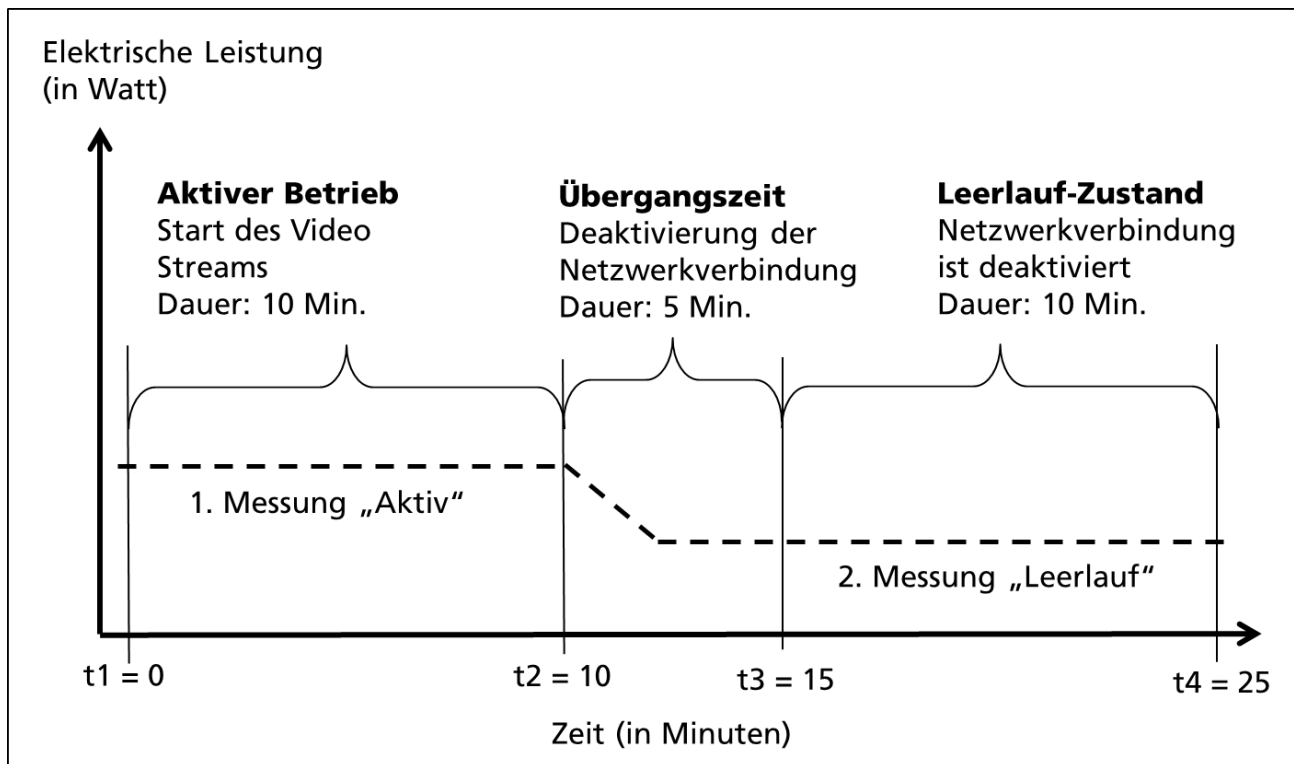 Elektrische Leistung
(in Watt)
Aktiver Betrieb
Start des Video
Streams
Dauer: 10 Min.
Übergangszeit
Deaktivierung der
Netzwerkverbindung
Dauer: 5 Min.
Leerlauf-Zustand
Netzwerkverbindung
ist deaktiviert
Dauer: 10 Min.
1. Messung „Aktiv“
2. Messung „Leerlauf“
t1 = 0
t2 = 10
t3 = 15
t4 = 25
Zeit (in Minuten)